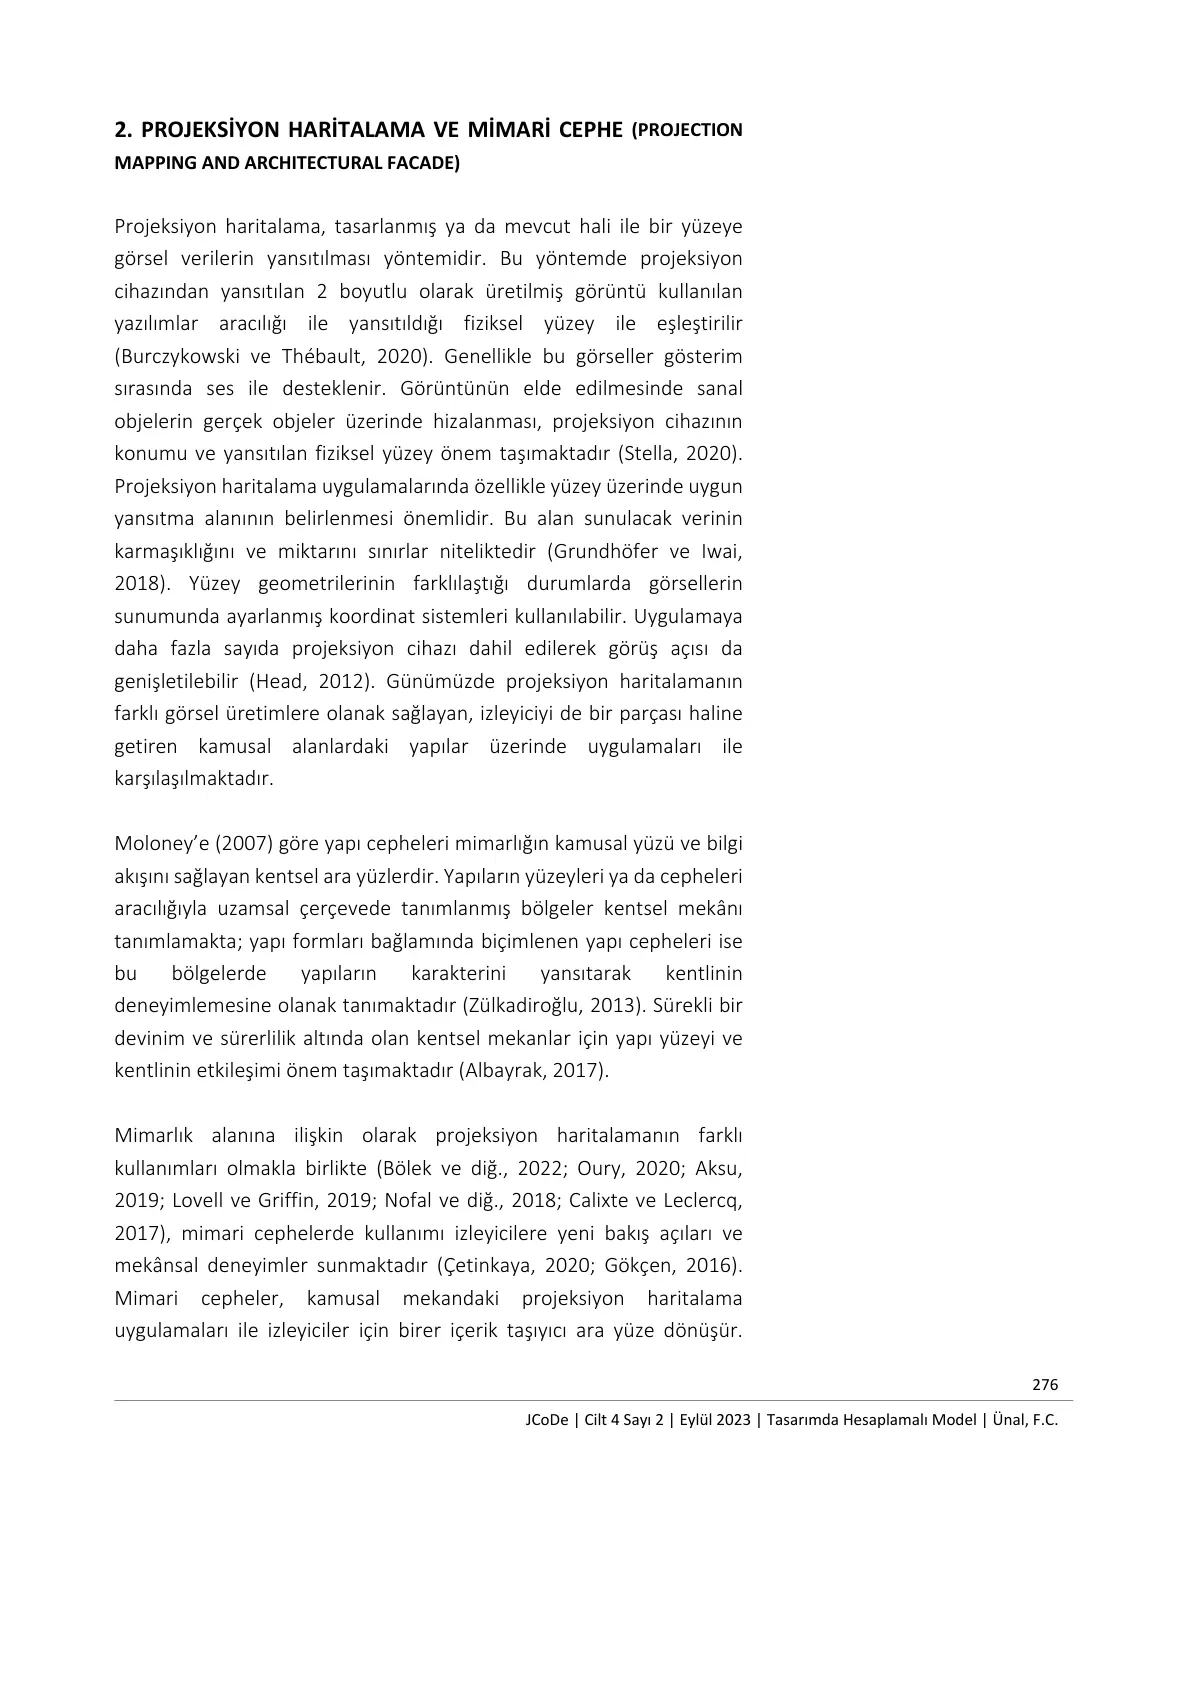 2. PROJEKSİYON HARİTALAMA VE MİMARİ CEPHE (PROJECTION
MAPPING AND ARCHITECTURAL FACADE)
Projeksiyon haritalama, tasarlanmış ya da mevcut hali ile bir yüzeye
görsel verilerin yansıtılması yöntemidir. Bu yöntemde projeksiyon
cihazından yansıtılan 2 boyutlu olarak üretilmiş görüntü kullanılan
yazılımlar aracılığı ile yansıtıldığı fiziksel yüzey ile eşleştirilir
(Burczykowski ve Thébault, 2020). Genellikle bu görseller gösterim
sırasında ses ile desteklenir. Görüntünün elde edilmesinde sanal
objelerin gerçek objeler üzerinde hizalanması, projeksiyon cihazının
konumu ve yansıtılan fiziksel yüzey önem taşımaktadır (Stella, 2020).
Projeksiyon haritalama uygulamalarında özellikle yüzey üzerinde uygun
yansıtma alanının belirlenmesi önemlidir. Bu alan sunulacak verinin
karmaşıklığını ve miktarını sınırlar niteliktedir (Grundhöfer ve Iwai,
2018). Yüzey geometrilerinin farklılaştığı durumlarda görsellerin
sunumunda ayarlanmış koordinat sistemleri kullanılabilir. Uygulamaya
daha fazla sayıda projeksiyon cihazı dahil edilerek görüş açısı da
genişletilebilir (Head, 2012). Günümüzde projeksiyon haritalamanın
farklı görsel üretimlere olanak sağlayan, izleyiciyi de bir parçası haline
getiren kamusal alanlardaki yapılar üzerinde uygulamaları ile
karşılaşılmaktadır.
Moloney’e (2007) göre yapı cepheleri mimarlığın kamusal yüzü ve bilgi
akışını sağlayan kentsel ara yüzlerdir. Yapıların yüzeyleri ya da cepheleri
aracılığıyla uzamsal çerçevede tanımlanmış bölgeler kentsel mekânı
tanımlamakta; yapı formları bağlamında biçimlenen yapı cepheleri ise
bu bölgelerde yapıların karakterini yansıtarak kentlinin
deneyimlemesine olanak tanımaktadır (Zülkadiroğlu, 2013). Sürekli bir
devinim ve sürerlilik altında olan kentsel mekanlar için yapı yüzeyi ve
kentlinin etkileşimi önem taşımaktadır (Albayrak, 2017).
Mimarlık alanına ilişkin olarak projeksiyon haritalamanın farklı
kullanımları olmakla birlikte (Bölek ve diğ., 2022; Oury, 2020; Aksu,
2019; Lovell ve Griffin, 2019; Nofal ve diğ., 2018; Calixte ve Leclercq,
2017), mimari cephelerde kullanımı izleyicilere yeni bakış açıları ve
mekânsal deneyimler sunmaktadır (Çetinkaya, 2020; Gökçen, 2016).
Mimari cepheler, kamusal mekandaki projeksiyon haritalama
uygulamaları ile izleyiciler için birer içerik taşıyıcı ara yüze dönüşür.
276
JCoDe | Cilt 4 Sayı 2 | Eylül 2023 | Tasarımda Hesaplamalı Model | Ünal, F.C.